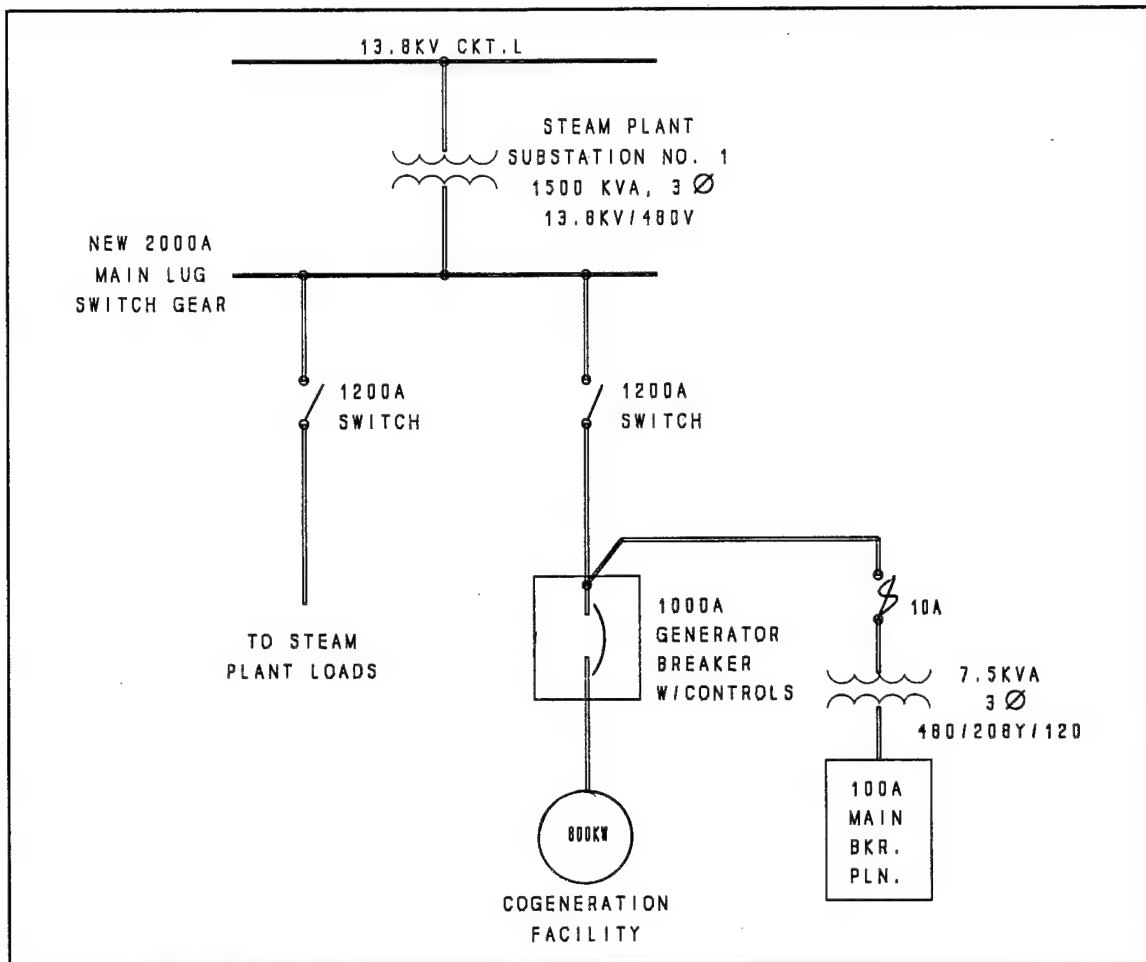 13.8KV CKT.L
STEAM PLANT
SUBSTATION NO. 1
1500 KVA, 3 Ø
13.8KV/480V
NEW 2000A
MAIN LUG
SWITCH GEAR
1200A
SWITCH
1200A
SWITCH
TO STEAM
PLANT LOADS
1000A
GENERATOR
BREAKER
W/CONTROLS
10A
7.5KVA
3 Ø
480/208Y/120
100A
MAIN
BKR.
PLN.
800KW
COGENERATION
FACILITY